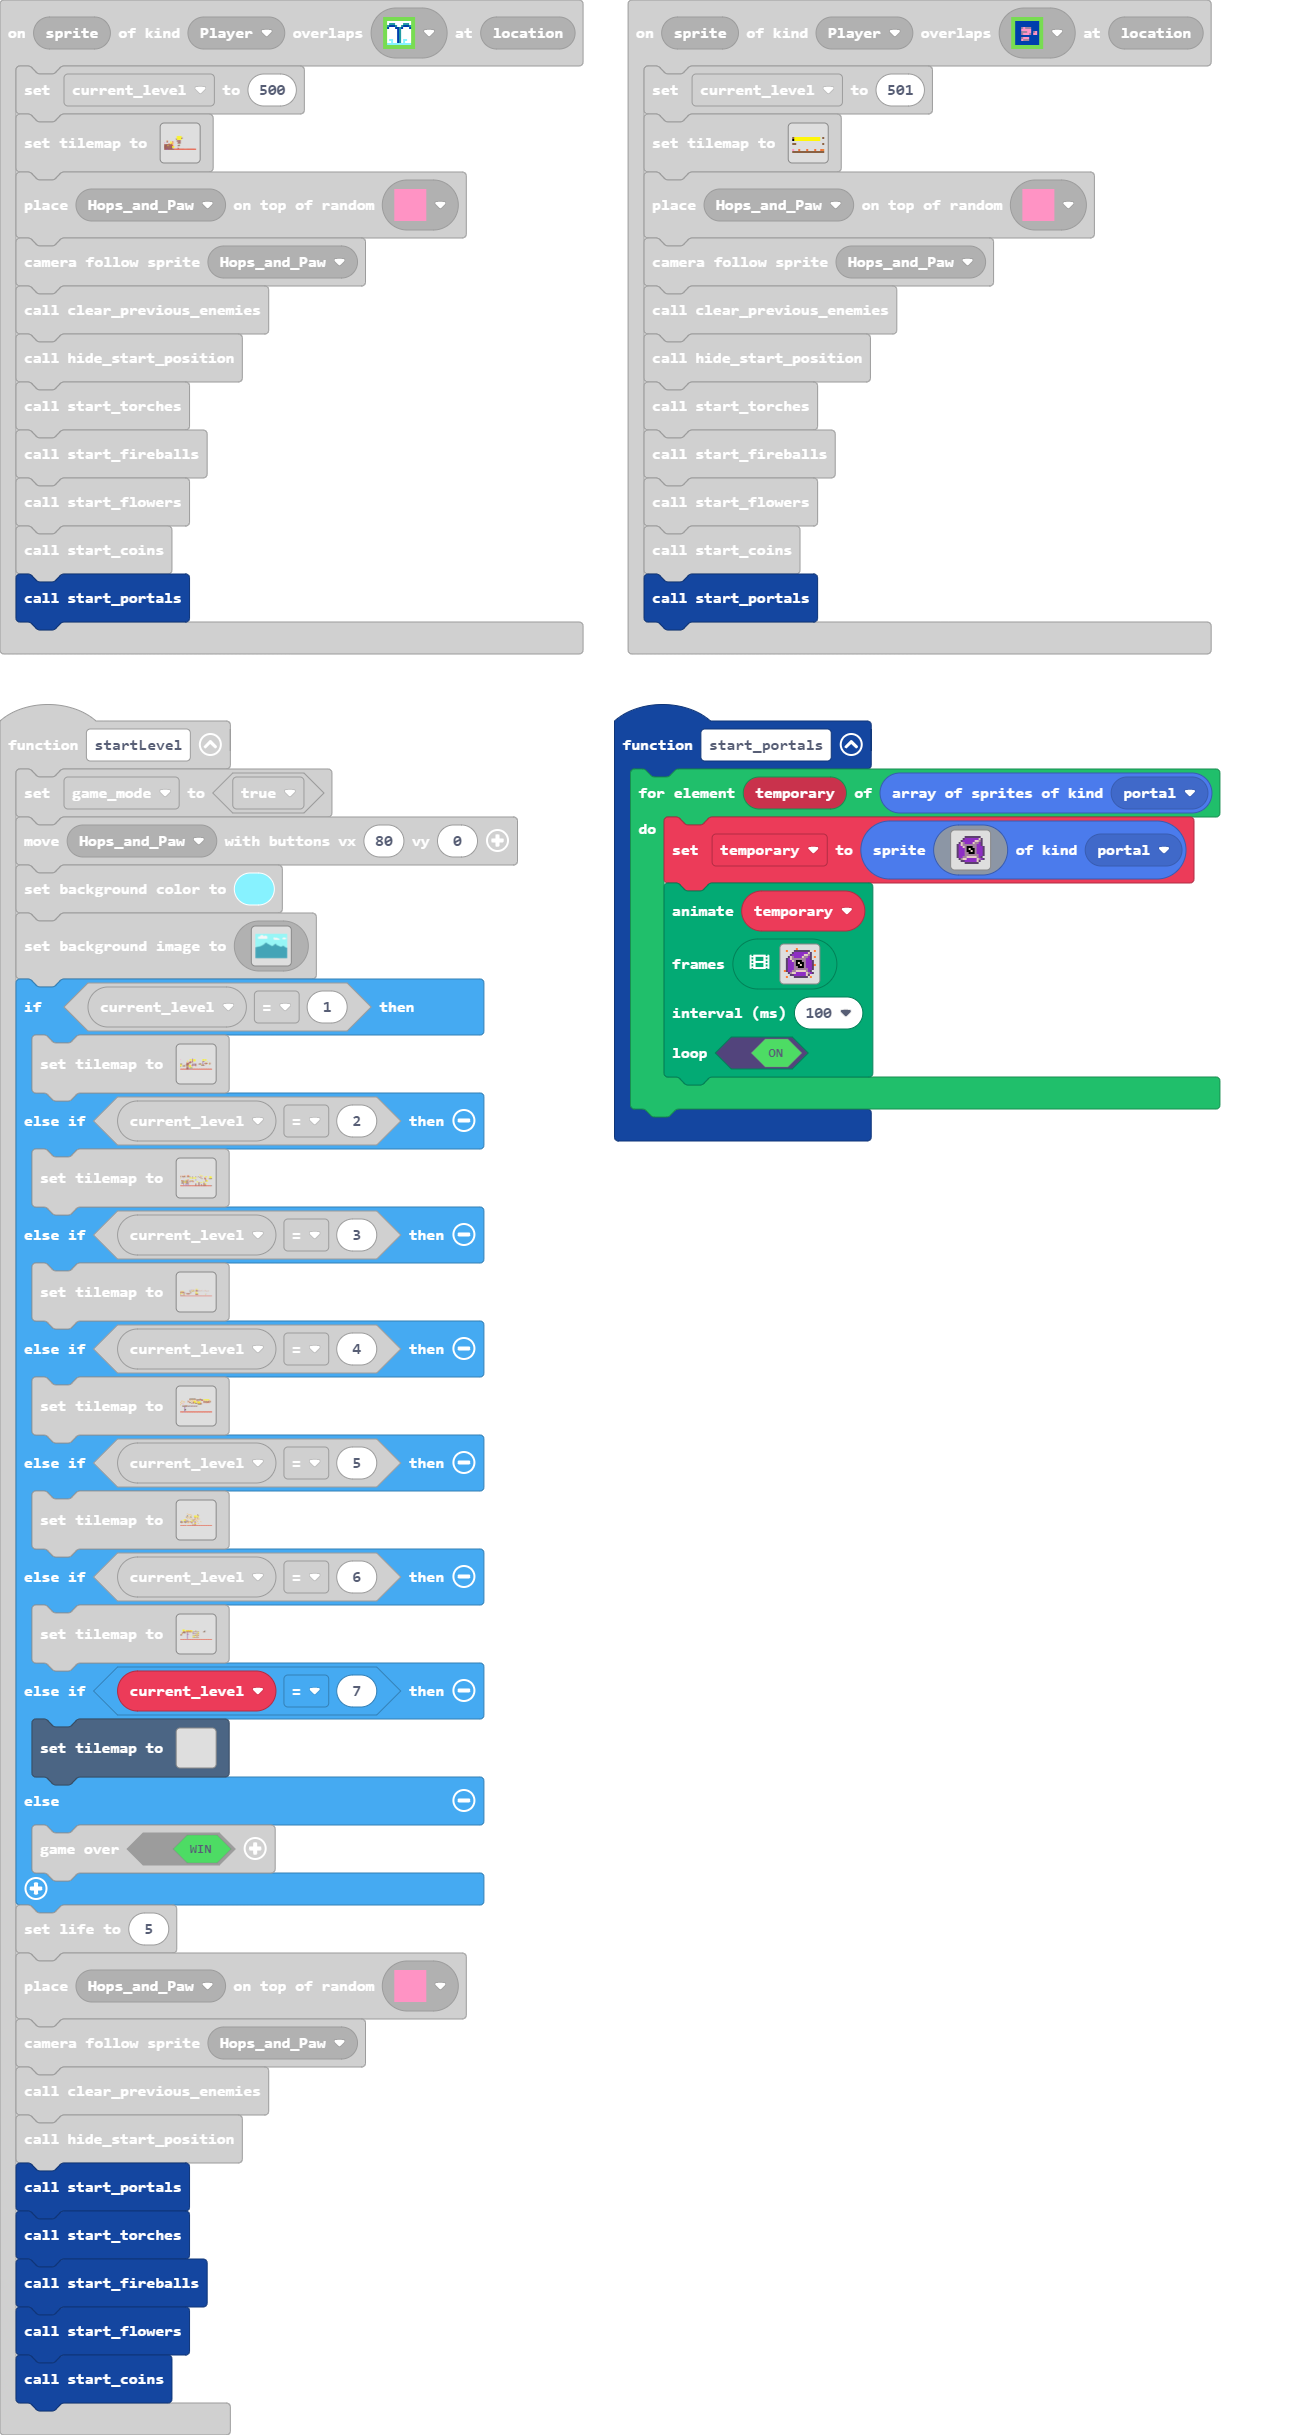 on sprite of kind Player overlaps at location
set current_level to 500
set tilemap to
place Hops_and_Paw on top of random
camera follow sprite Hops_and_Paw
call clear_previous_enemies
call hide_start_position
call start_torches
call start_fireballs
call start_flowers
call start_coins
call start_portals
on sprite of kind Player overlaps at location
set current_level to 501
set tilemap to
place Hops_and_Paw on top of random
camera follow sprite Hops_and_Paw
call clear_previous_enemies
call hide_start_position
call start_torches
call start_fireballs
call start_flowers
call start_coins
call start_portals
function startLevel
set game_mode to true
move Hops_and_Paw with buttons vx 80 vy 0
set background color to
set background image to
if current_level = 1 then
set tilemap to
else if current_level = 2 then
set tilemap to
else if current_level = 3 then
set tilemap to
else if current_level = 4 then
set tilemap to
else if current_level = 5 then
set tilemap to
else if current_level = 6 then
set tilemap to
else if current_level = 7 then
set tilemap to
else
game over WIN
set life to 5
place Hops_and_Paw on top of random
camera follow sprite Hops_and_Paw
call clear_previous_enemies
call hide_start_position
call start_portals
call start_torches
call start_fireballs
call start_flowers
call start_coins
function start_portals
for element temporary of array of sprites of kind portal
do
set temporary to sprite of kind portal
animate temporary
frames
interval (ms) 100
loop ON